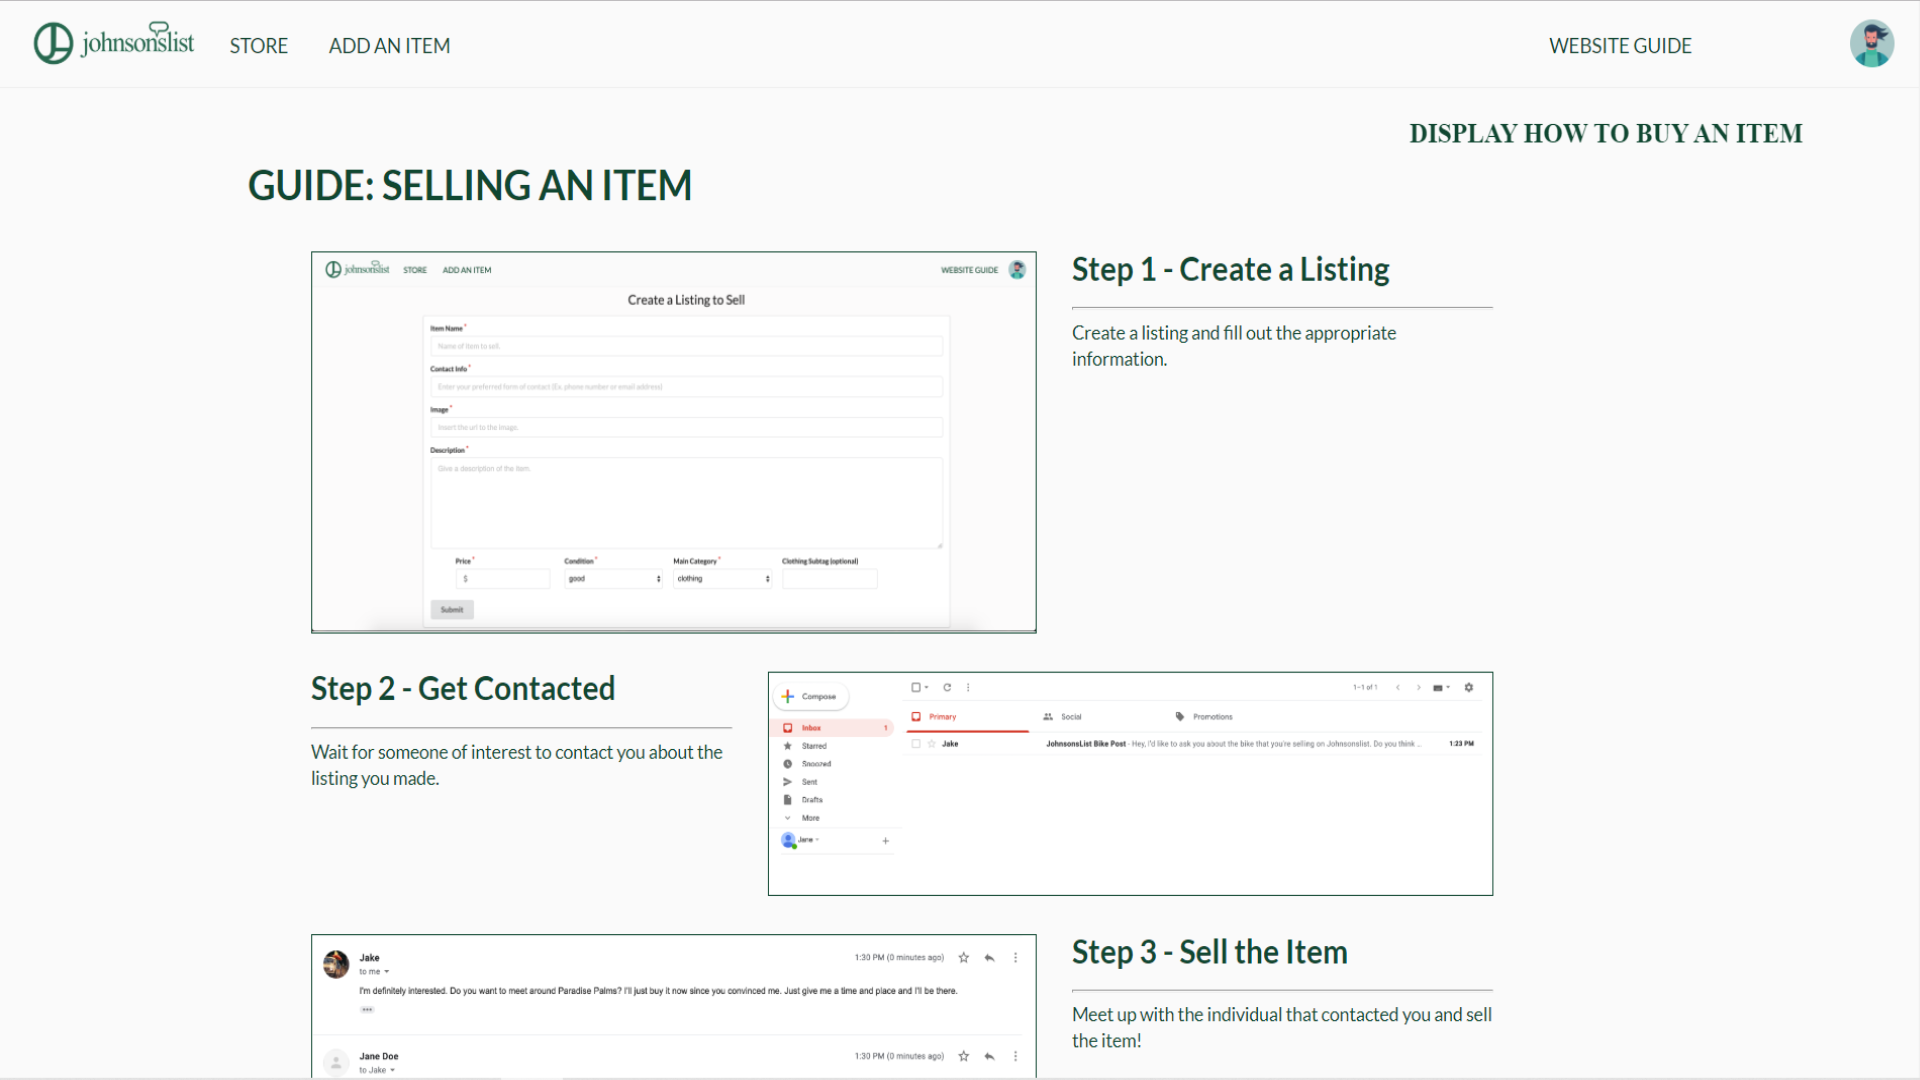 johnsonslist STORE ADD AN ITEM WEBSITE GUIDE
DISPLAY HOW TO BUY AN ITEM
GUIDE: SELLING AN ITEM
johnsonslist STORE ADD AN ITEM WEBSITE GUIDE
Create a Listing to Sell
Item Name *
Name of item to sell.
Contact Info *
Enter your preferred form of contact (Ex. phone number or email address)
Image *
Insert the url to the image.
Description *
Give a description of the item.
Price * Condition * Main Category * Clothing Subtag (optional)
$ good clothing
Submit
Step 1 - Create a Listing
Create a listing and fill out the appropriate
information.
Step 2 - Get Contacted
Wait for someone of interest to contact you about the
listing you made.
Compose
1–1 of 1
Inbox 1
Primary Social Promotions
Starred
Jake JohnsonsList Bike Post - Hey, I'd like to ask you about the bike that you're selling on Johnsonslist. Do you think ... 1:23 PM
Snoozed
Sent
Drafts
More
Jane
Jake 1:30 PM (0 minutes ago)
to me
I'm definitely interested. Do you want to meet around Paradise Palms? I'll just buy it now since you convinced me. Just give me a time and place and I'll be there.
Jane Doe 1:30 PM (0 minutes ago)
to Jake
Step 3 - Sell the Item
Meet up with the individual that contacted you and sell
the item!